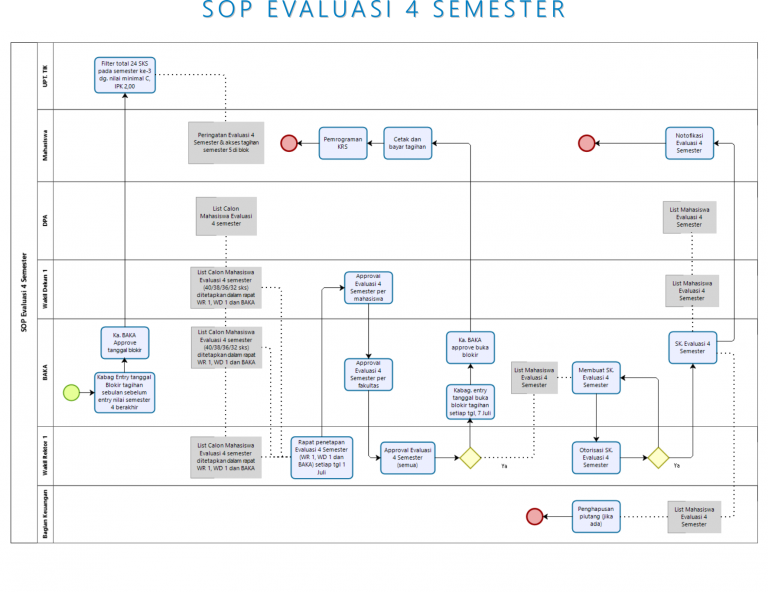 SOP EVALUASI 4 SEMESTER
SOP Evaluasi 4 Semester
UPT. TIK
Filter total 24 SKS
pada semester ke-3
dg. nilai minimal C,
IPK 2,00
Mahasiswa
Peringatan Evaluasi 4
Semester & akses tagihan
semester 5 di blok
Pemrograman
KRS
Cetak dan
bayar tagihan
Notofikasi
Evaluasi 4
Semester
DPA
List Calon
Mahasiswa Evaluasi
4 semester
List Mahasiswa
Evaluasi 4
Semester
Wakil Dekan 1
List Calon Mahasiswa
Evaluasi 4 semester
(40/38/36/32 sks)
ditetapkan dalam rapat
WR 1, WD 1 dan BAKA
Approval
Evaluasi 4
Semester per
mahasiswa
List Mahasiswa
Evaluasi 4
Semester
BAKA
Ka. BAKA
Approve
tanggal blokir
Kabag Entry tanggal
Blokir tagihan
sebulan sebelum
entry nilai semester
4 berakhir
List Calon Mahasiswa
Evaluasi 4 semester
(40/38/36/32 sks)
ditetapkan dalam rapat
WR 1, WD 1 dan BAKA
Approval
Evaluasi 4
Semester per
fakultas
Ka. BAKA
approve buka
blokir
Kabag. entry
tanggal buka
blokir tagihan
setiap tgl. 7 Juli
List Mahasiswa
Evaluasi 4
Semester
Membuat SK.
Evaluasi 4
Semester
SK. Evaluasi 4
Semester
Wakil Rektor 1
List Calon Mahasiswa
Evaluasi 4 semester
ditetapkan dalam rapat
WR 1, WD 1 dan BAKA
Rapat penetapan
Evaluasi 4 Semester
(WR 1, WD 1 dan
BAKA) setiap tgl 1
Juli
Approval Evaluasi
4 Semester
(semua)
Ya
Otorisasi SK.
Evaluasi 4
Semester
Ya
Bagian Keuangan
Penghapusan
piutang (jika
ada)
List Mahasiswa
Evaluasi 4
Semester